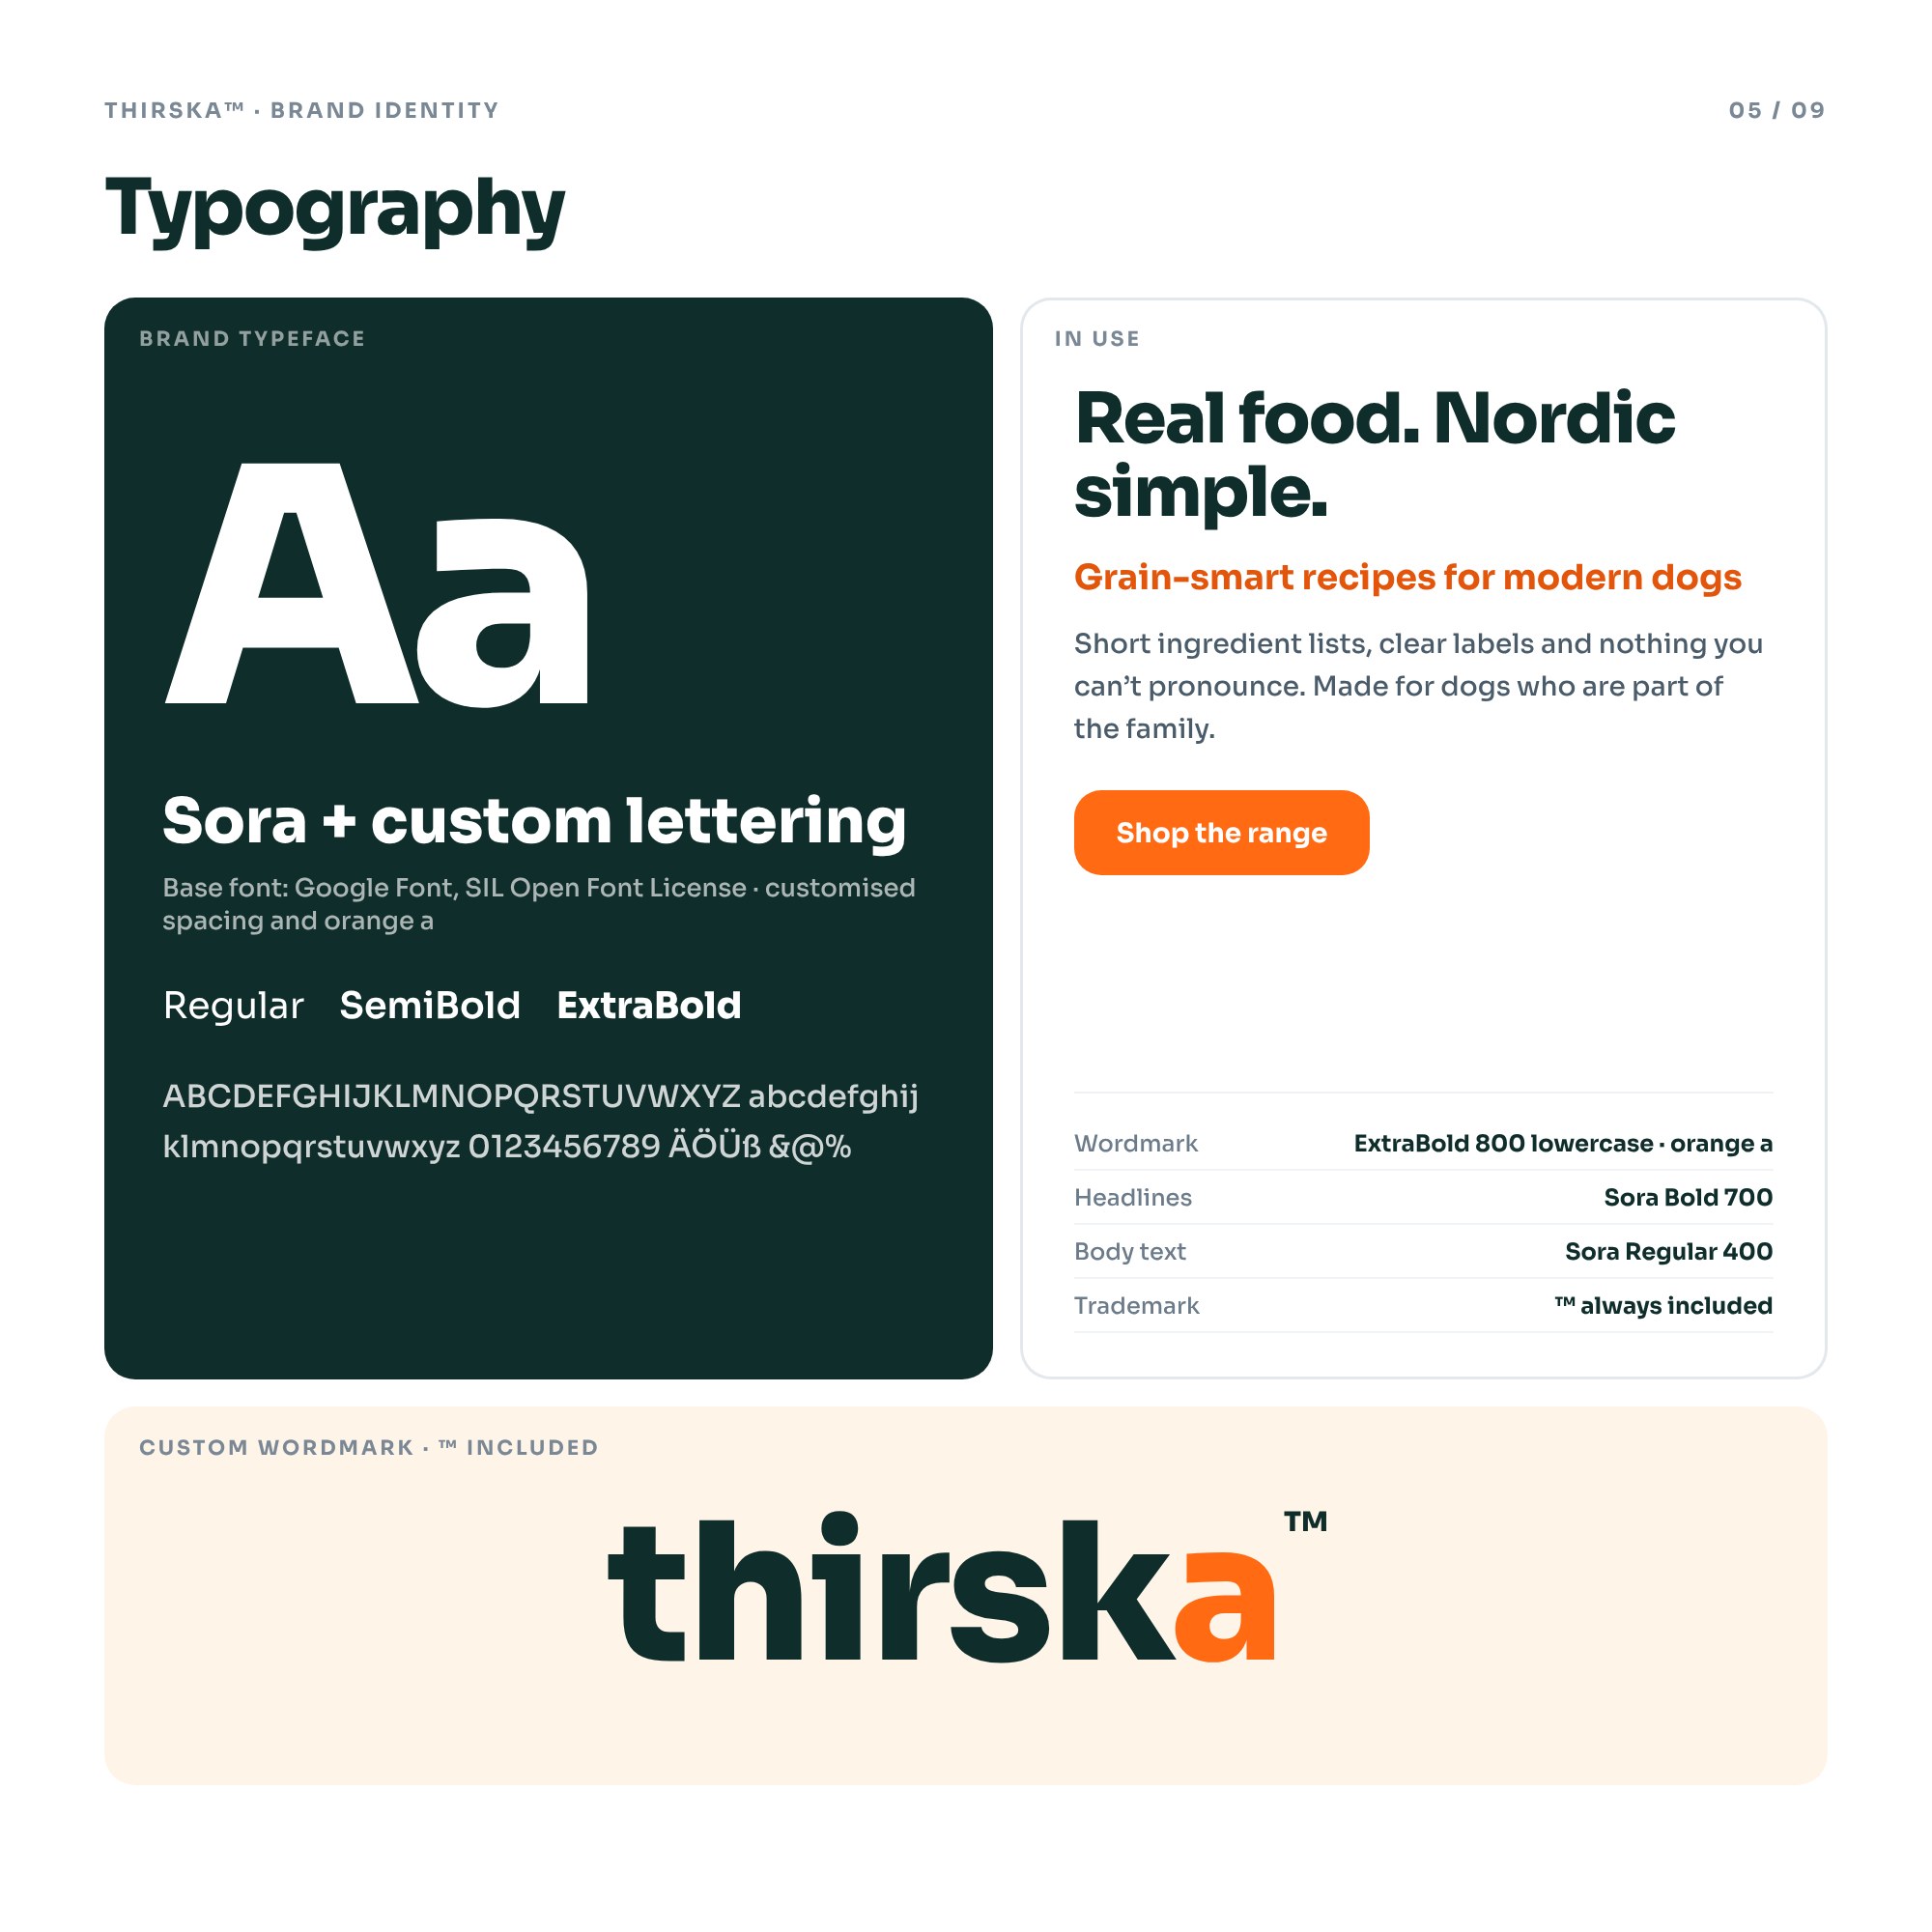 THIRSKA™ · BRAND IDENTITY
05 / 09
Typography
BRAND TYPEFACE
Aa
Sora + custom lettering
Base font: Google Font, SIL Open Font License · customised
spacing and orange a
Regular SemiBold ExtraBold
ABCDEFGHIJKLMNOPQRSTUVWXYZ abcdefghij
klmnopqrstuvwxyz 0123456789 ÄÖÜß &@%
IN USE
Real food. Nordic
simple.
Grain-smart recipes for modern dogs
Short ingredient lists, clear labels and nothing you
can’t pronounce. Made for dogs who are part of
the family.
Shop the range
Wordmark ExtraBold 800 lowercase · orange a
Headlines Sora Bold 700
Body text Sora Regular 400
Trademark ™ always included
CUSTOM WORDMARK · ™ INCLUDED
thirska™